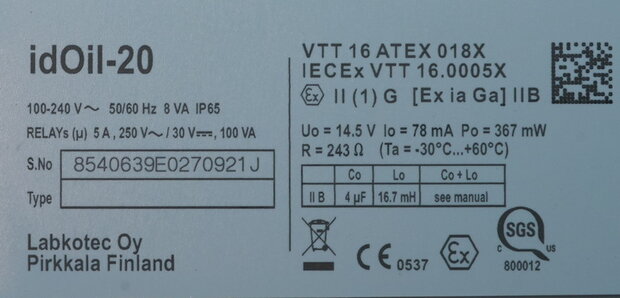 idOil-20
100-240 V ~ 50/60 Hz 8 VA IP65
RELAYs (µ) 5 A, 250 V~ / 30 V⎓, 100 VA
S.No 8540639E0270921J
Type
Labkotec Oy
Pirkkala Finland
VTT 16 ATEX 018X
IECEx VTT 16.0005X
Ex II (1) G [Ex ia Ga] IIB
Uo = 14.5 V Io = 78 mA Po = 367 mW
R = 243 Ω (Ta = -30°C...+60°C)
Co Lo Co + Lo
II B 4 µF 16.7 mH see manual
CE 0537 Ex
SGS
C US
800012